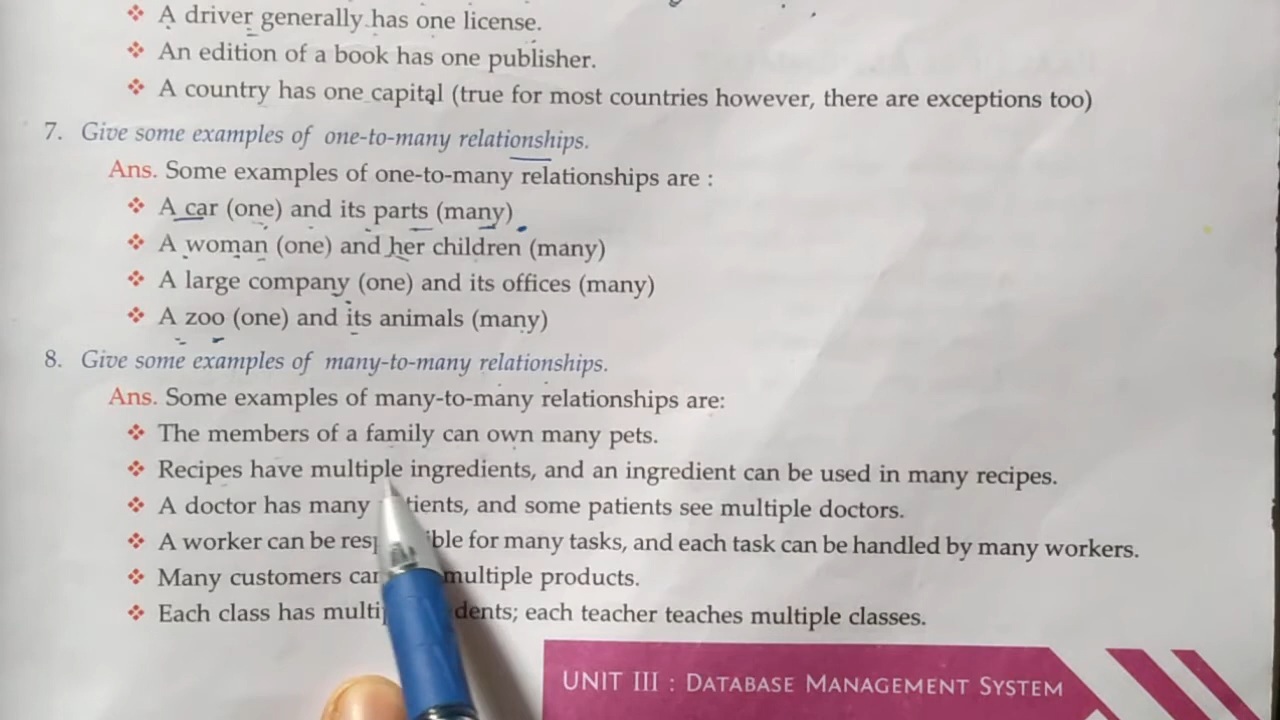 ❖ A driver generally has one license.
❖ An edition of a book has one publisher.
❖ A country has one capital (true for most countries however, there are exceptions too)
7. Give some examples of one-to-many relationships.
Ans. Some examples of one-to-many relationships are :
❖ A car (one) and its parts (many)
❖ A woman (one) and her children (many)
❖ A large company (one) and its offices (many)
❖ A zoo (one) and its animals (many)
8. Give some examples of many-to-many relationships.
Ans. Some examples of many-to-many relationships are:
❖ The members of a family can own many pets.
❖ Recipes have multiple ingredients, and an ingredient can be used in many recipes.
❖ A doctor has many tients, and some patients see multiple doctors.
❖ A worker can be resp ble for many tasks, and each task can be handled by many workers.
❖ Many customers can multiple products.
❖ Each class has multi dents; each teacher teaches multiple classes.
UNIT III : DATABASE MANAGEMENT SYSTEM